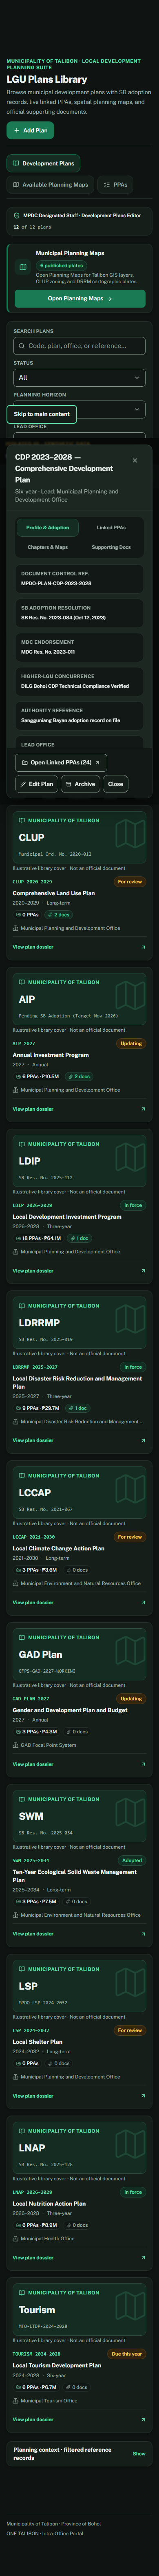 MUNICIPALITY OF TALIBON · LOCAL DEVELOPMENT
PLANNING SUITE
LGU Plans Library
Browse municipal development plans with SB adoption
records, live linked PPAs, spatial planning maps, and
official supporting documents.
+ Add Plan
Development Plans
Available Planning Maps
PPAs
MPDC Designated Staff · Development Plans Editor
12 of 12 plans
Municipal Planning Maps
6 published plates
Open Planning Maps for Talibon GIS layers,
CLUP zoning, and DRRM cartographic plates.
Open Planning Maps →
SEARCH PLANS
Code, plan, office, or reference...
STATUS
All
PLANNING HORIZON
Skip to main content
LEAD OFFICE
CDP 2023–2028 —
Comprehensive Development
Plan
Six-year · Lead: Municipal Planning and
Development Office
Profile & Adoption
Linked PPAs
Chapters & Maps
Supporting Docs
DOCUMENT CONTROL REF.
MPDO-PLAN-CDP-2023-2028
SB ADOPTION RESOLUTION
SB Res. No. 2023-084 (Oct 12, 2023)
MDC ENDORSEMENT
MDC Res. No. 2023-011
HIGHER-LGU CONCURRENCE
DILG Bohol CDP Technical Compliance Verified
AUTHORITY REFERENCE
Sangguniang Bayan adoption record on file
LEAD OFFICE
Open Linked PPAs (24)
Edit Plan
Archive
Close
MUNICIPALITY OF TALIBON
CLUP
Municipal Ord. No. 2020-012
Illustrative library cover · Not an official document
CLUP 2020-2029
For review
Comprehensive Land Use Plan
2020–2029 · Long-term
0 PPAs
2 docs
Municipal Planning and Development Office
View plan dossier
MUNICIPALITY OF TALIBON
AIP
Pending SB Adoption (Target Nov 2026)
Illustrative library cover · Not an official document
AIP 2027
Updating
Annual Investment Program
2027 · Annual
6 PPAs · ₱10.5M
2 docs
Municipal Planning and Development Office
View plan dossier
MUNICIPALITY OF TALIBON
LDIP
SB Res. No. 2025-112
Illustrative library cover · Not an official document
LDIP 2026-2028
In force
Local Development Investment Program
2026–2028 · Three-year
18 PPAs · ₱64.1M
1 doc
Municipal Planning and Development Office
View plan dossier
MUNICIPALITY OF TALIBON
LDRRMP
SB Res. No. 2025-019
Illustrative library cover · Not an official document
LDRRMP 2025-2027
In force
Local Disaster Risk Reduction and Management
Plan
2025–2027 · Three-year
9 PPAs · ₱29.7M
1 doc
Municipal Disaster Risk Reduction and Management ...
View plan dossier
MUNICIPALITY OF TALIBON
LCCAP
SB Res. No. 2021-067
Illustrative library cover · Not an official document
LCCAP 2021-2030
For review
Local Climate Change Action Plan
2021–2030 · Long-term
3 PPAs · ₱3.6M
0 docs
Municipal Environment and Natural Resources Office
View plan dossier
MUNICIPALITY OF TALIBON
GAD Plan
GFPS-GAD-2027-WORKING
Illustrative library cover · Not an official document
GAD PLAN 2027
Updating
Gender and Development Plan and Budget
2027 · Annual
3 PPAs · ₱4.3M
0 docs
GAD Focal Point System
View plan dossier
MUNICIPALITY OF TALIBON
SWM
SB Res. No. 2023-034
Illustrative library cover · Not an official document
SWM 2025-2034
Adopted
Ten-Year Ecological Solid Waste Management
Plan
2025–2034 · Long-term
3 PPAs · ₱7.5M
0 docs
Municipal Environment and Natural Resources Office
View plan dossier
MUNICIPALITY OF TALIBON
LSP
MPDO-LSP-2024-2032
Illustrative library cover · Not an official document
LSP 2024-2032
For review
Local Shelter Plan
2024–2032 · Long-term
0 PPAs
0 docs
Municipal Planning and Development Office
View plan dossier
MUNICIPALITY OF TALIBON
LNAP
SB Res. No. 2025-128
Illustrative library cover · Not an official document
LNAP 2026-2028
In force
Local Nutrition Action Plan
2026–2028 · Three-year
6 PPAs · ₱8.9M
0 docs
Municipal Health Office
View plan dossier
MUNICIPALITY OF TALIBON
Tourism
MTO-LTDP-2024-2028
Illustrative library cover · Not an official document
TOURISM 2024-2028
Due this year
Local Tourism Development Plan
2024–2028 · Six-year
6 PPAs · ₱6.7M
0 docs
Municipal Tourism Office
View plan dossier
Planning context · filtered reference
records
Show
Municipality of Talibon · Province of Bohol
ONE TALIBON · Intra-Office Portal